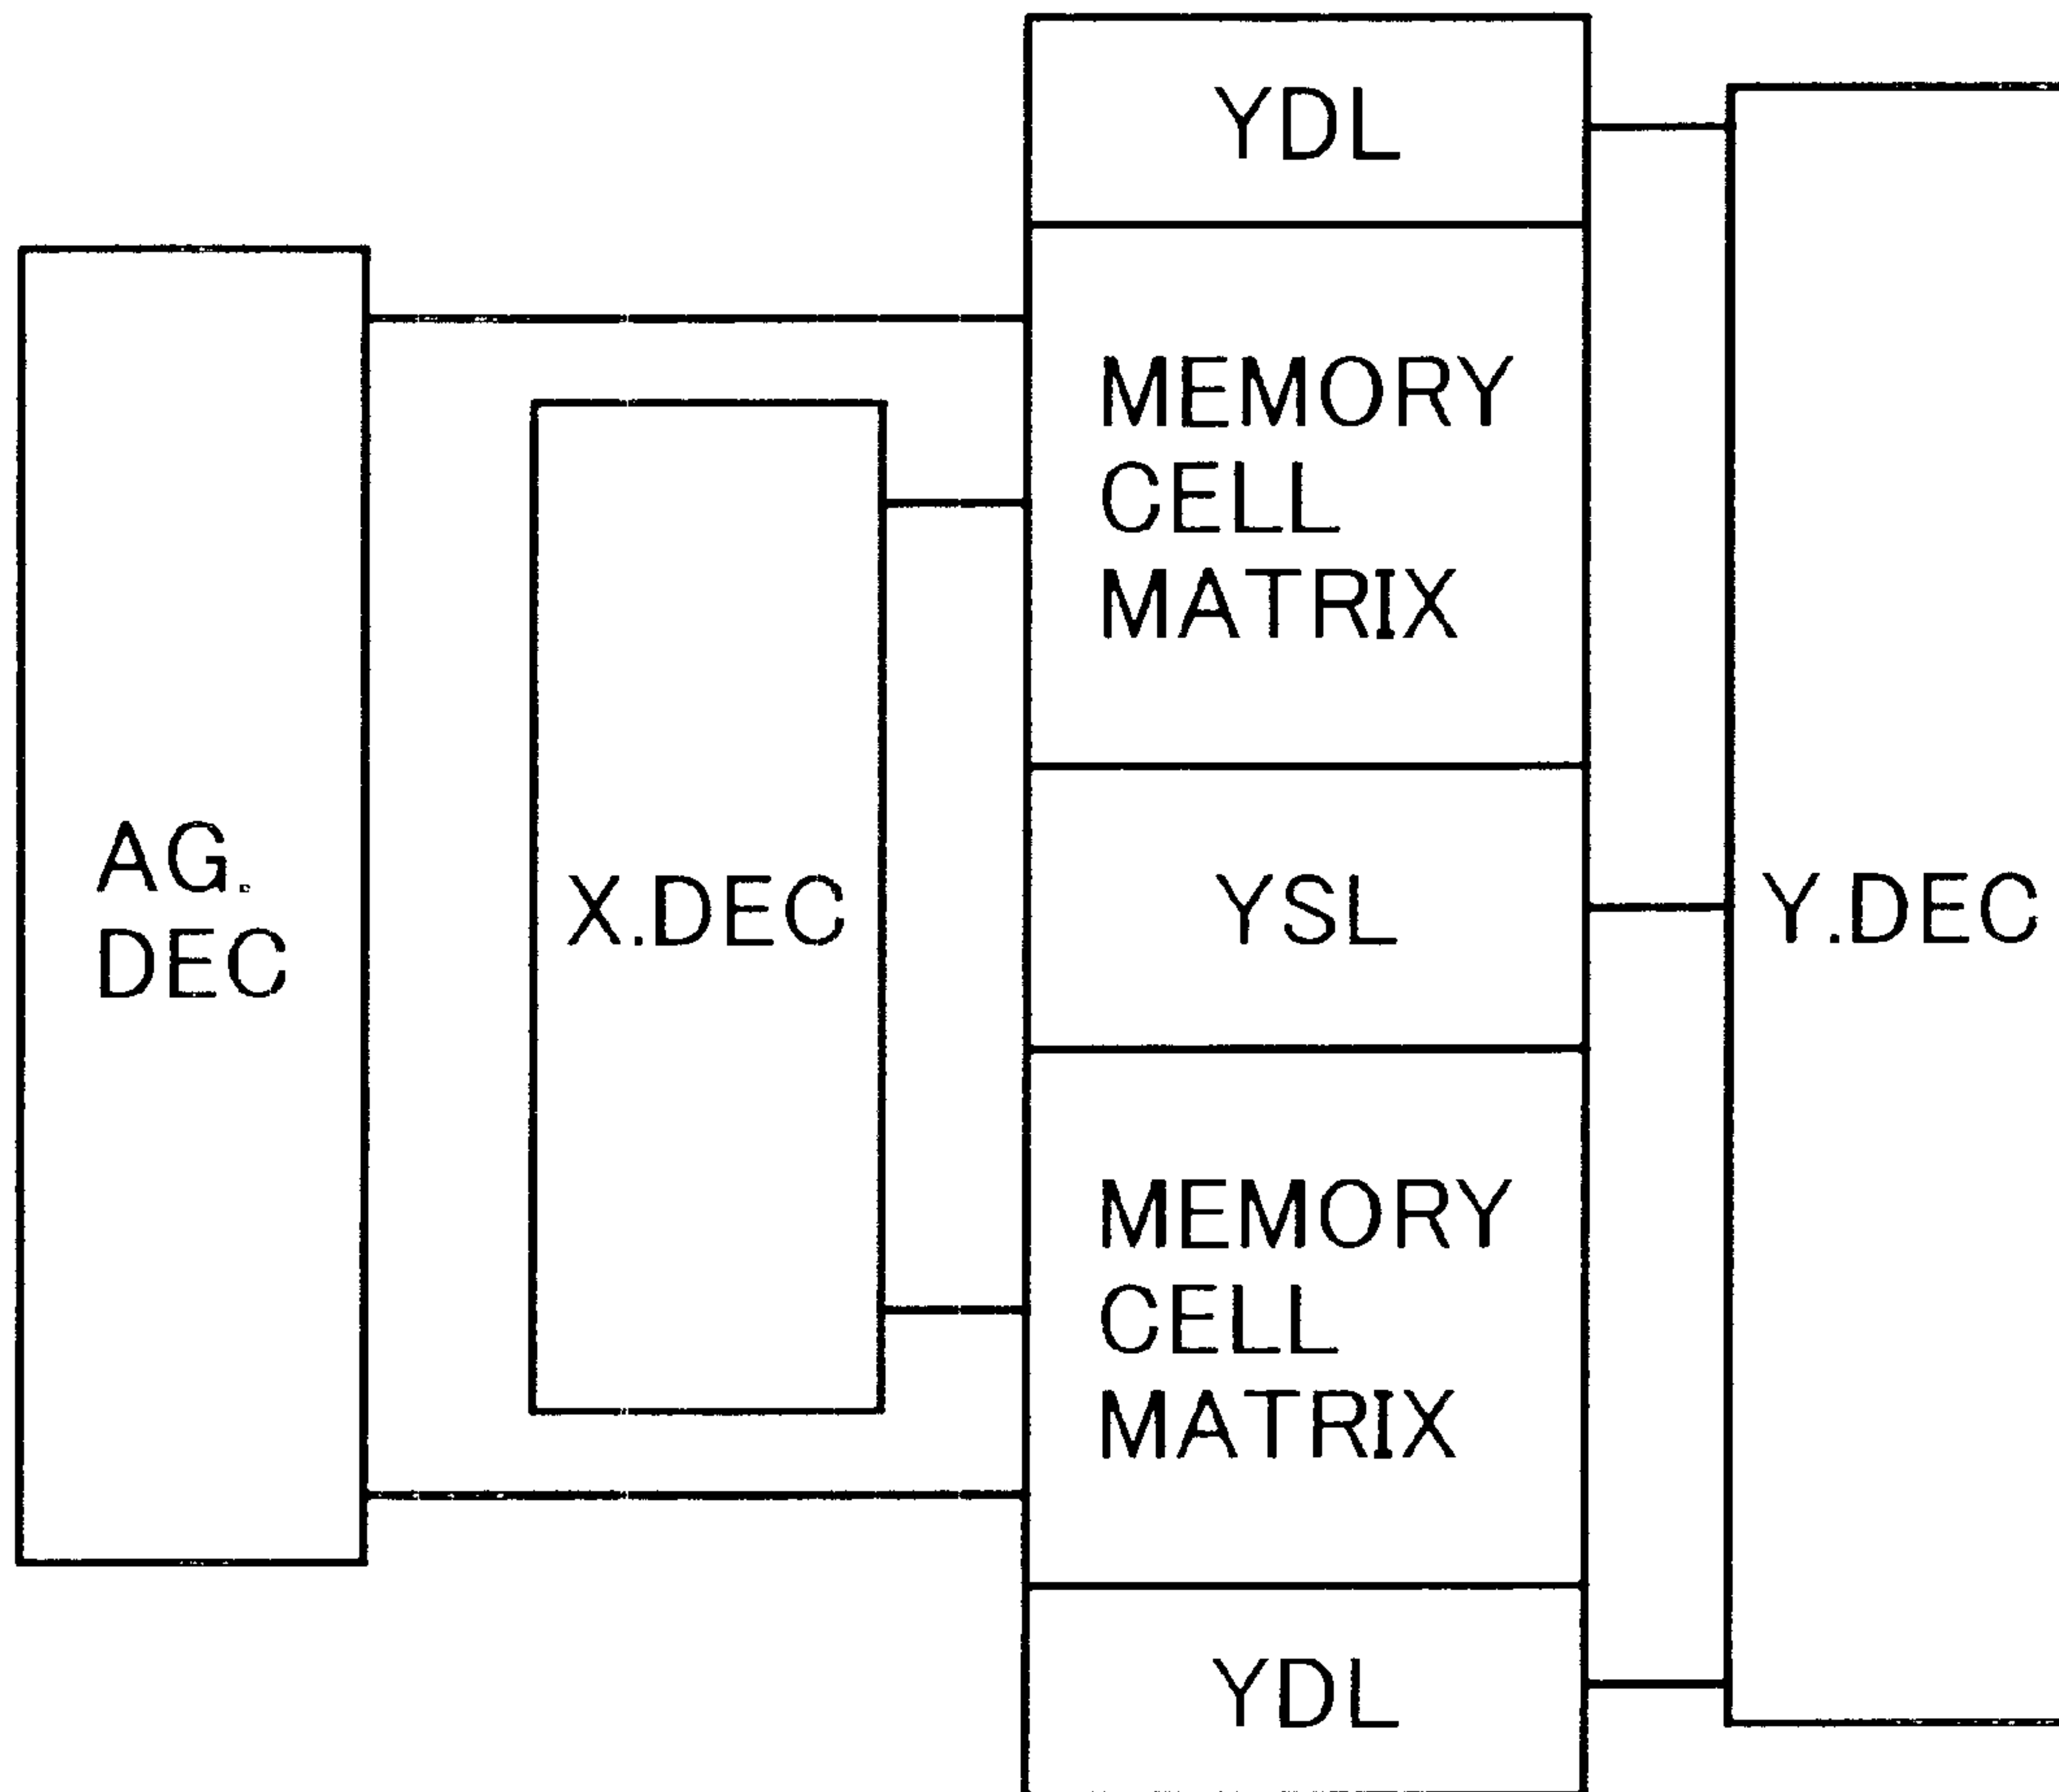 YDL
MEMORY
CELL
MATRIX
AG.
DEC
X.DEC
YSL
Y.DEC
MEMORY
CELL
MATRIX
YDL